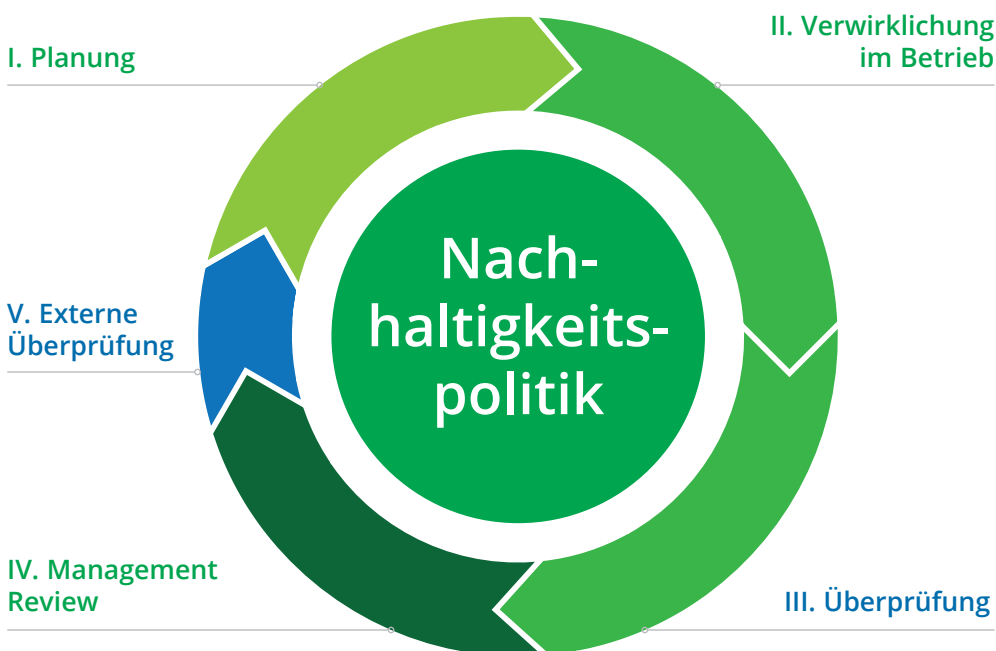 I. Planung
II. Verwirklichung
im Betrieb
Nach-
haltigkeits-
politik
V. Externe
Überprüfung
IV. Management
Review
III. Überprüfung